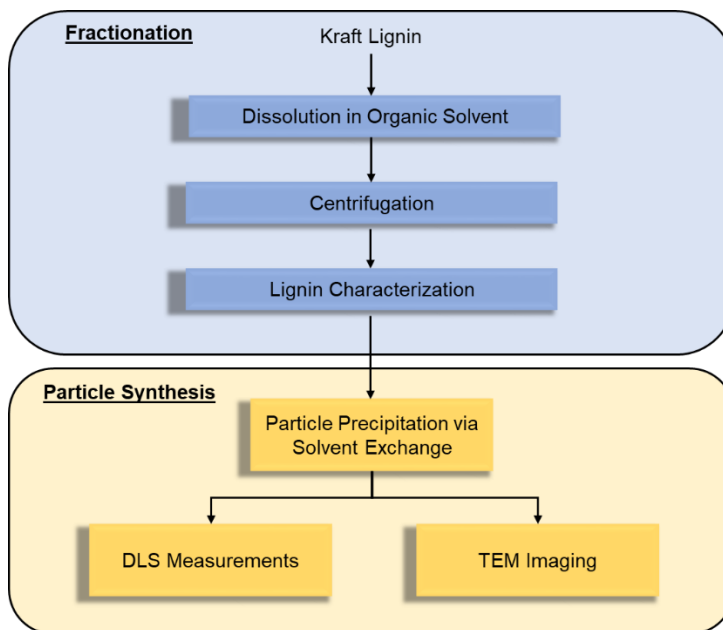 Fractionation
Kraft Lignin
Dissolution in Organic Solvent
Centrifugation
Lignin Characterization
Particle Synthesis
Particle Precipitation via
Solvent Exchange
DLS Measurements
TEM Imaging